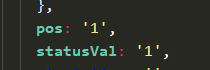 },
pos: '1',
statusVal: '1',